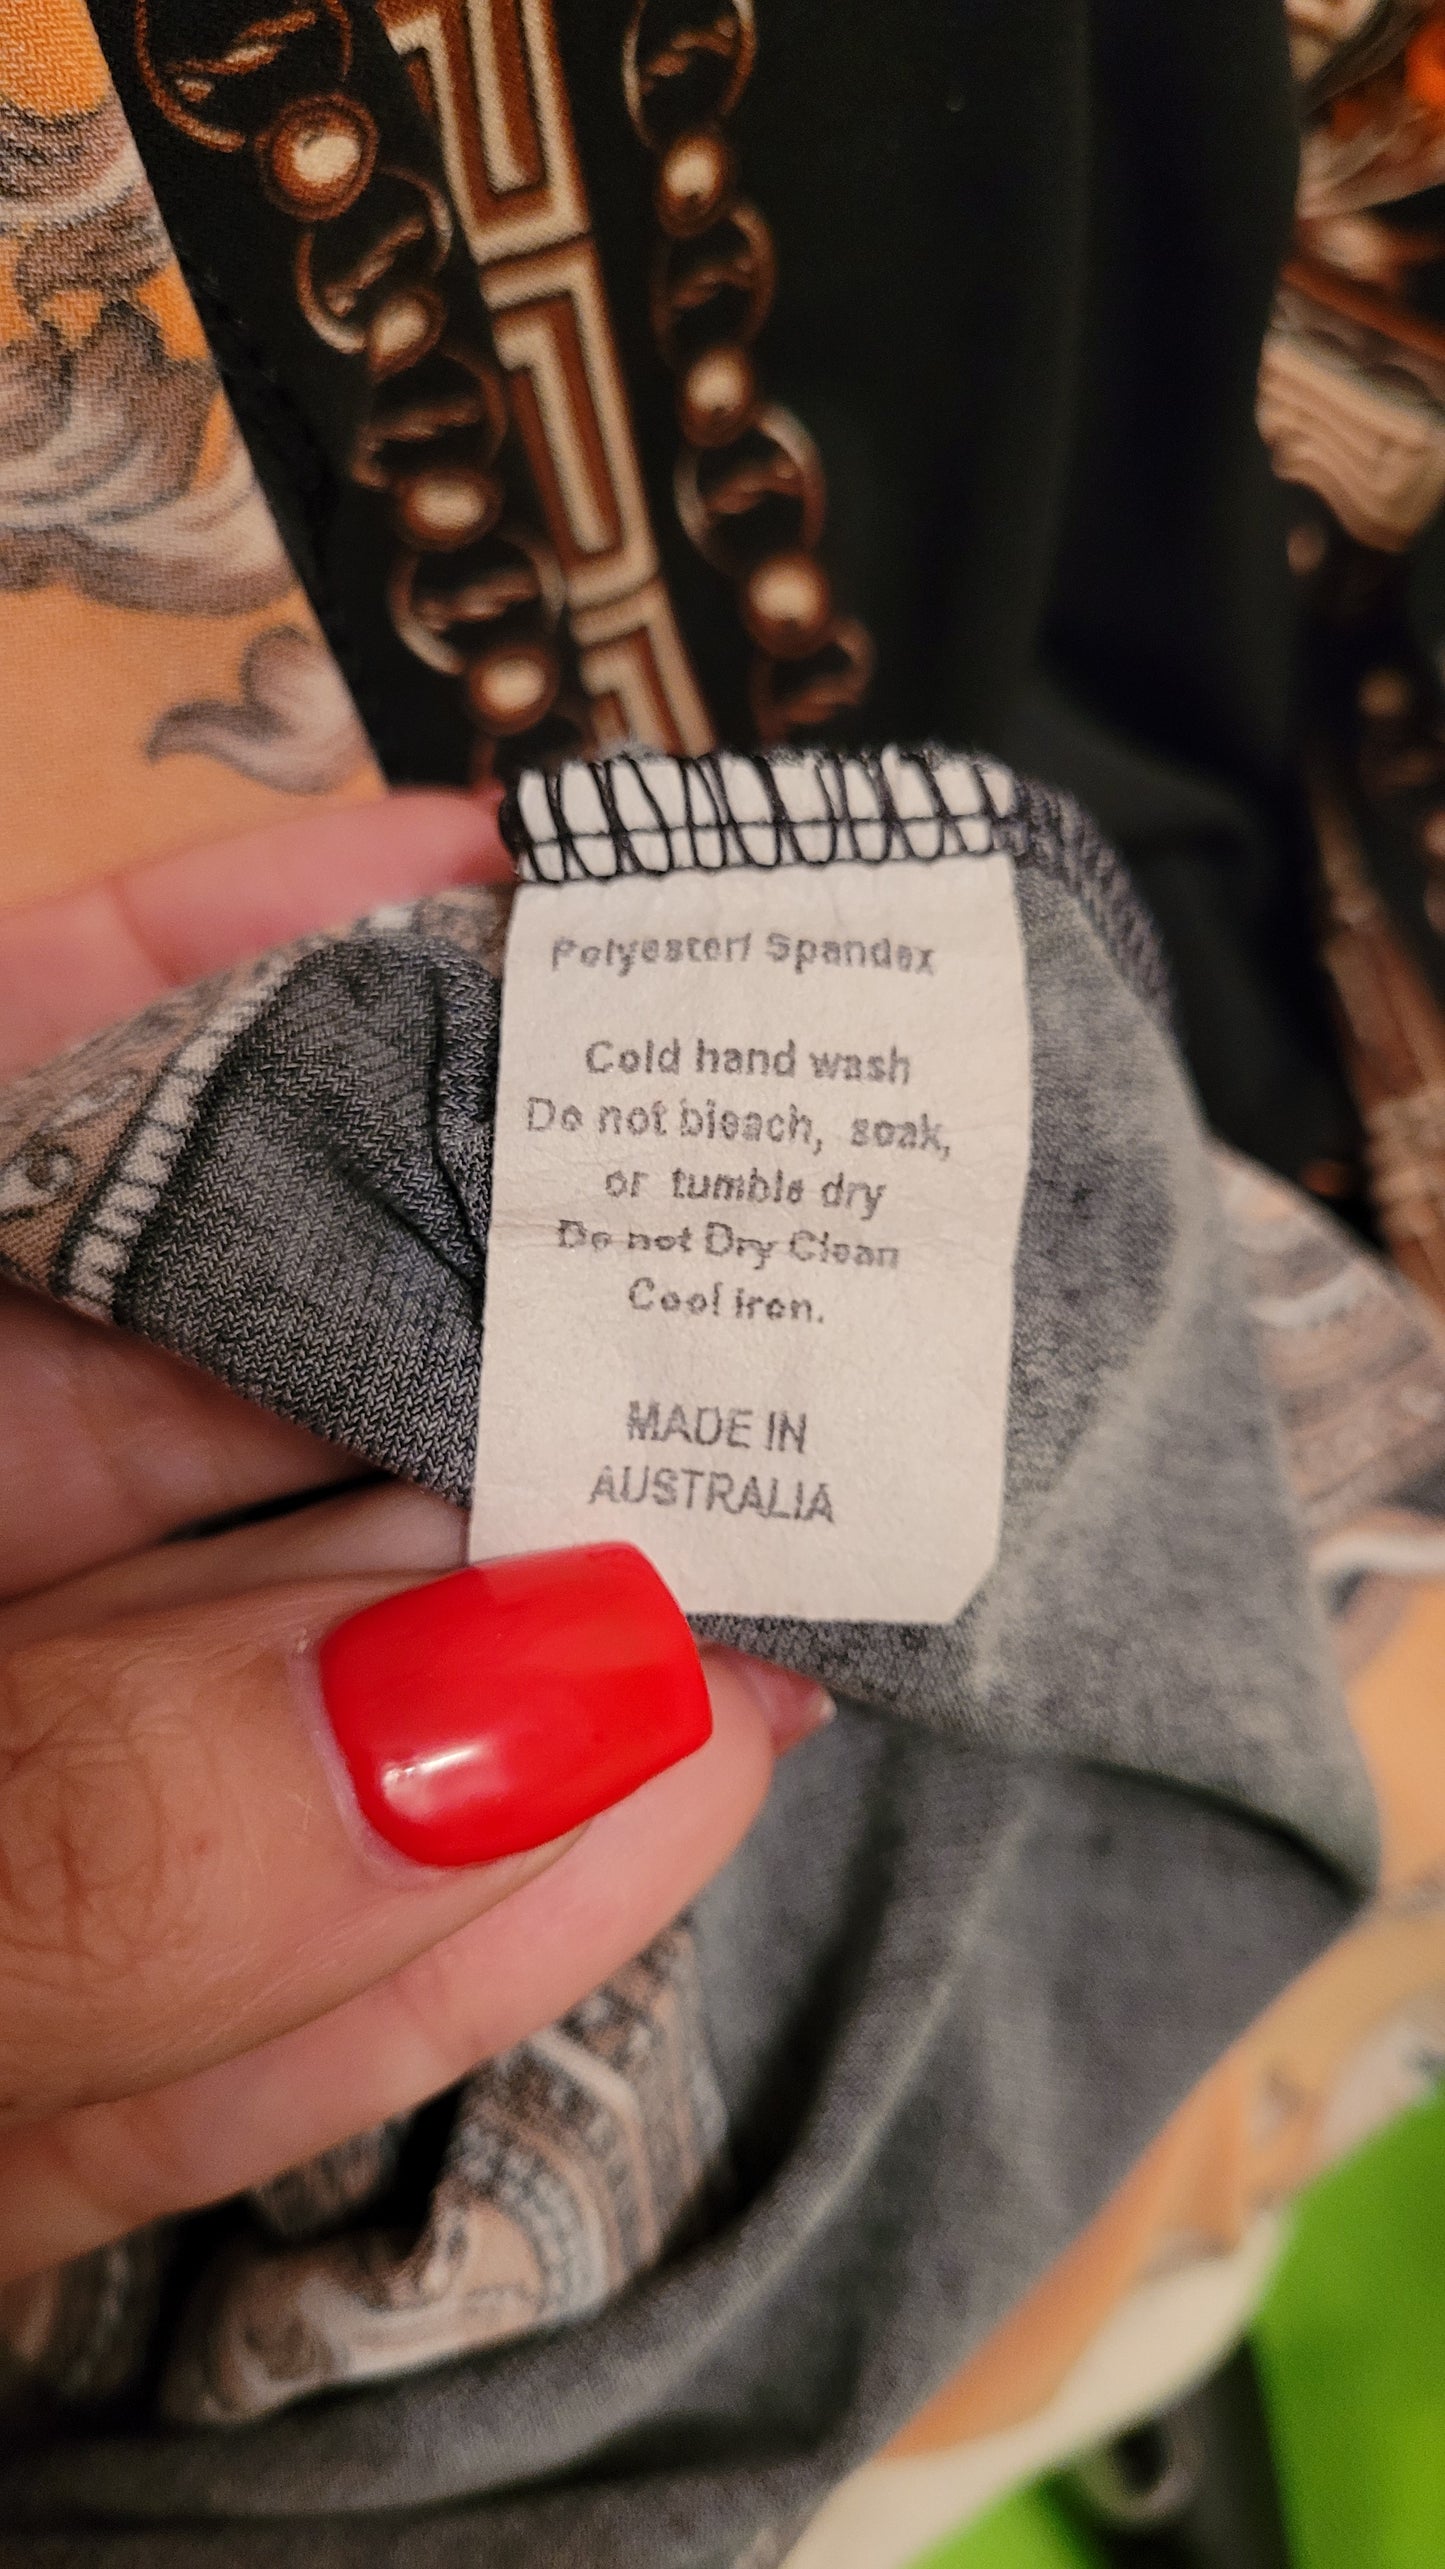 Polyester/ Spandex
Cold hand wash
Do not bleach, soak,
or tumble dry
Do not Dry Clean
Cool iron.
MADE IN
AUSTRALIA